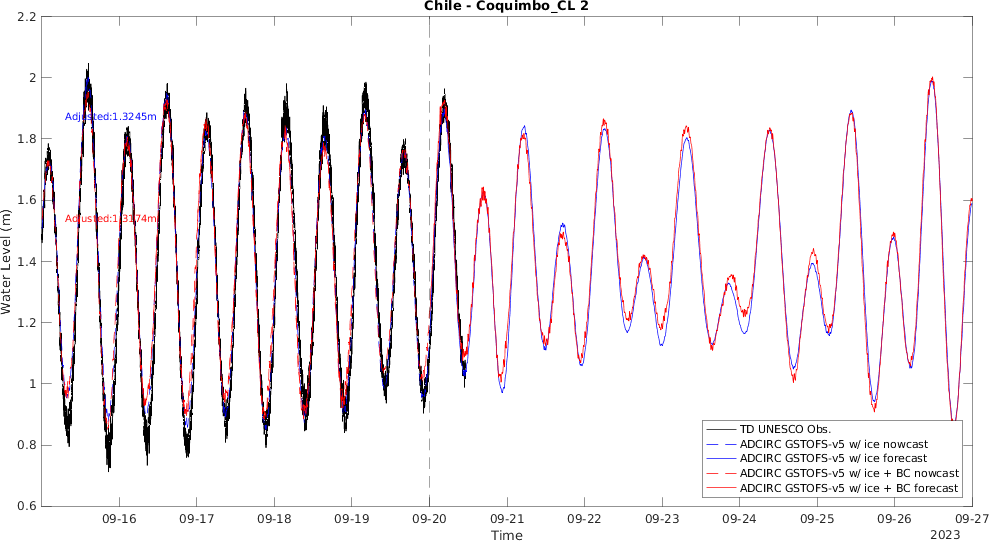 Chile - Coquimbo_CL 2
2.2
2
1.8
1.6
1.4
1.2
1
0.8
0.6
Water Level (m)
Adjusted:1.3245m
Adjusted:1.3174m
TD UNESCO Obs.
ADCIRC GSTOFS-v5 w/ ice nowcast
ADCIRC GSTOFS-v5 w/ ice forecast
ADCIRC GSTOFS-v5 w/ ice + BC nowcast
ADCIRC GSTOFS-v5 w/ ice + BC forecast
09-16 09-17 09-18 09-19 09-20 09-21 09-22 09-23 09-24 09-25 09-26 09-27
Time
2023